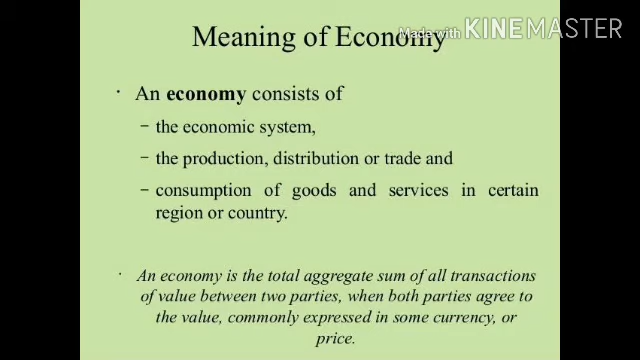 Meaning of Economy
Made with KINEMASTER
• An economy consists of
– the economic system,
– the production, distribution or trade and
– consumption of goods and services in certain
region or country.
• An economy is the total aggregate sum of all transactions
of value between two parties, when both parties agree to
the value, commonly expressed in some currency, or
price.